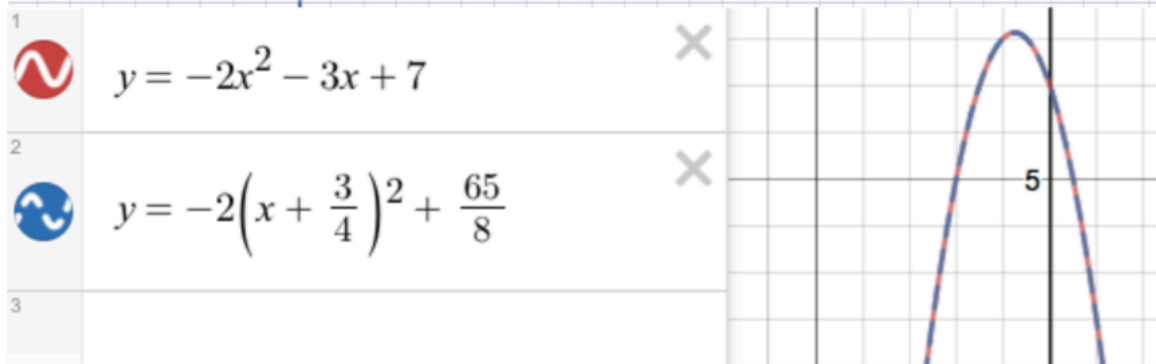 1
y = −2x² − 3x + 7
2
y = −2(x + 3/4)² + 65/8
3
5